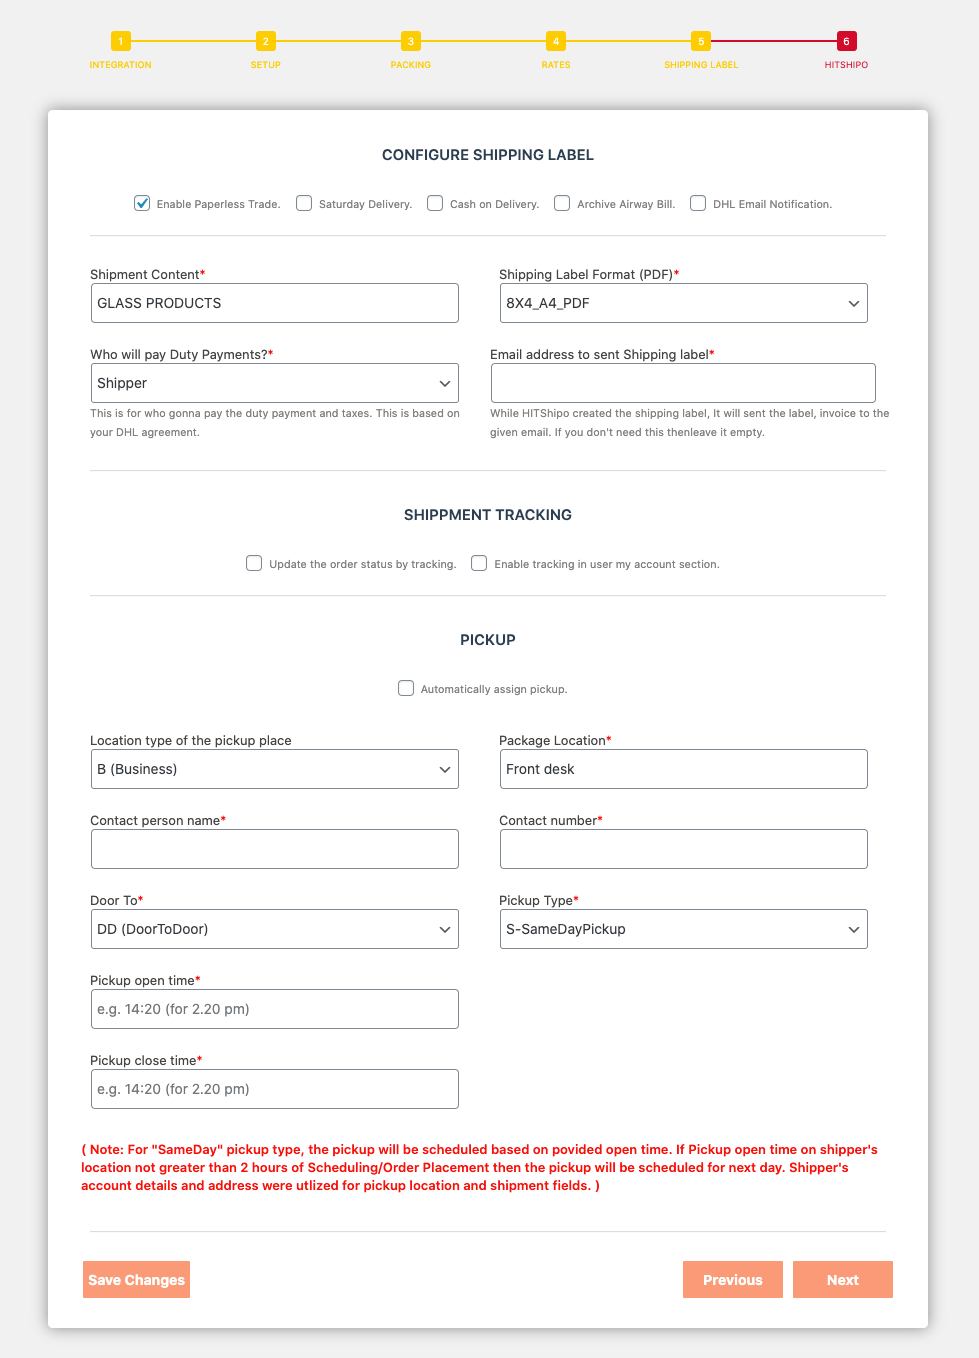 1 2 3 4 5 6
INTEGRATION SETUP PACKING RATES SHIPPING LABEL HITSHIPO
CONFIGURE SHIPPING LABEL
Enable Paperless Trade. Saturday Delivery. Cash on Delivery. Archive Airway Bill. DHL Email Notification.
Shipment Content* Shipping Label Format (PDF)*
GLASS PRODUCTS 8X4_A4_PDF
Who will pay Duty Payments?* Email address to sent Shipping label*
Shipper
This is for who gonna pay the duty payment and taxes. This is based on While HITShipo created the shipping label, It will sent the label, invoice to the
your DHL agreement. given email. If you don't need this thenleave it empty.
SHIPPMENT TRACKING
Update the order status by tracking. Enable tracking in user my account section.
PICKUP
Automatically assign pickup.
Location type of the pickup place Package Location*
B (Business) Front desk
Contact person name* Contact number*
Door To* Pickup Type*
DD (DoorToDoor) S-SameDayPickup
Pickup open time*
e.g. 14:20 (for 2.20 pm)
Pickup close time*
e.g. 14:20 (for 2.20 pm)
( Note: For "SameDay" pickup type, the pickup will be scheduled based on povided open time. If Pickup open time on shipper's
location not greater than 2 hours of Scheduling/Order Placement then the pickup will be scheduled for next day. Shipper's
account details and address were utlized for pickup location and shipment fields. )
Save Changes Previous Next